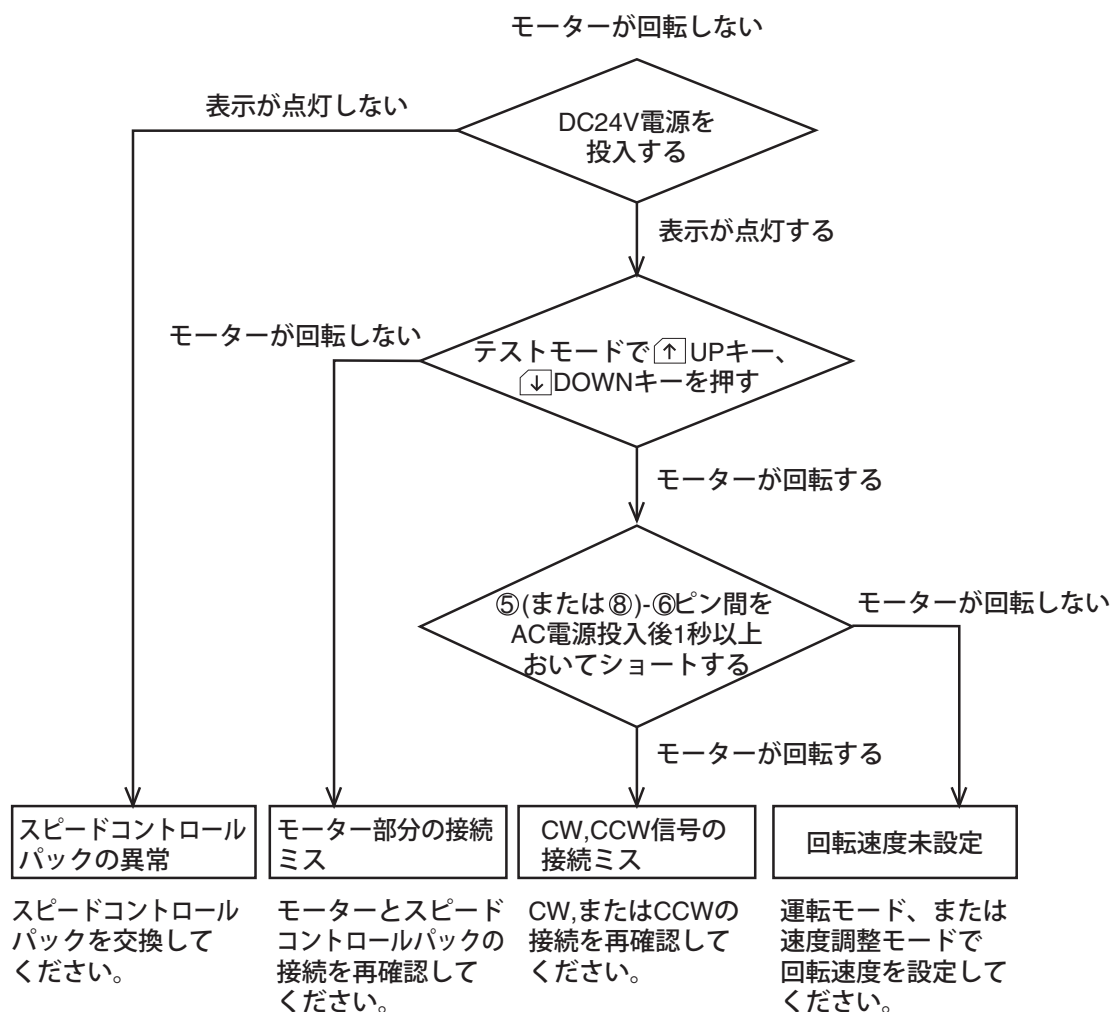 モーターが回転しない
表示が点灯しない
DC24V電源を
投入する
表示が点灯する
モーターが回転しない
テストモードで↑UPキー、
↓DOWNキーを押す
モーターが回転する
⑤(または⑧)-⑥ピン間を
AC電源投入後1秒以上
おいてショートする
モーターが回転しない
モーターが回転する
スピードコントロール
パックの異常
モーター部分の接続
ミス
CW,CCW信号の
接続ミス
回転速度未設定
スピードコントロール
パックを交換して
ください。
モーターとスピード
コントロールパックの
接続を再確認して
ください。
CW,またはCCWの
接続を再確認して
ください。
運転モード、または
速度調整モードで
回転速度を設定して
ください。